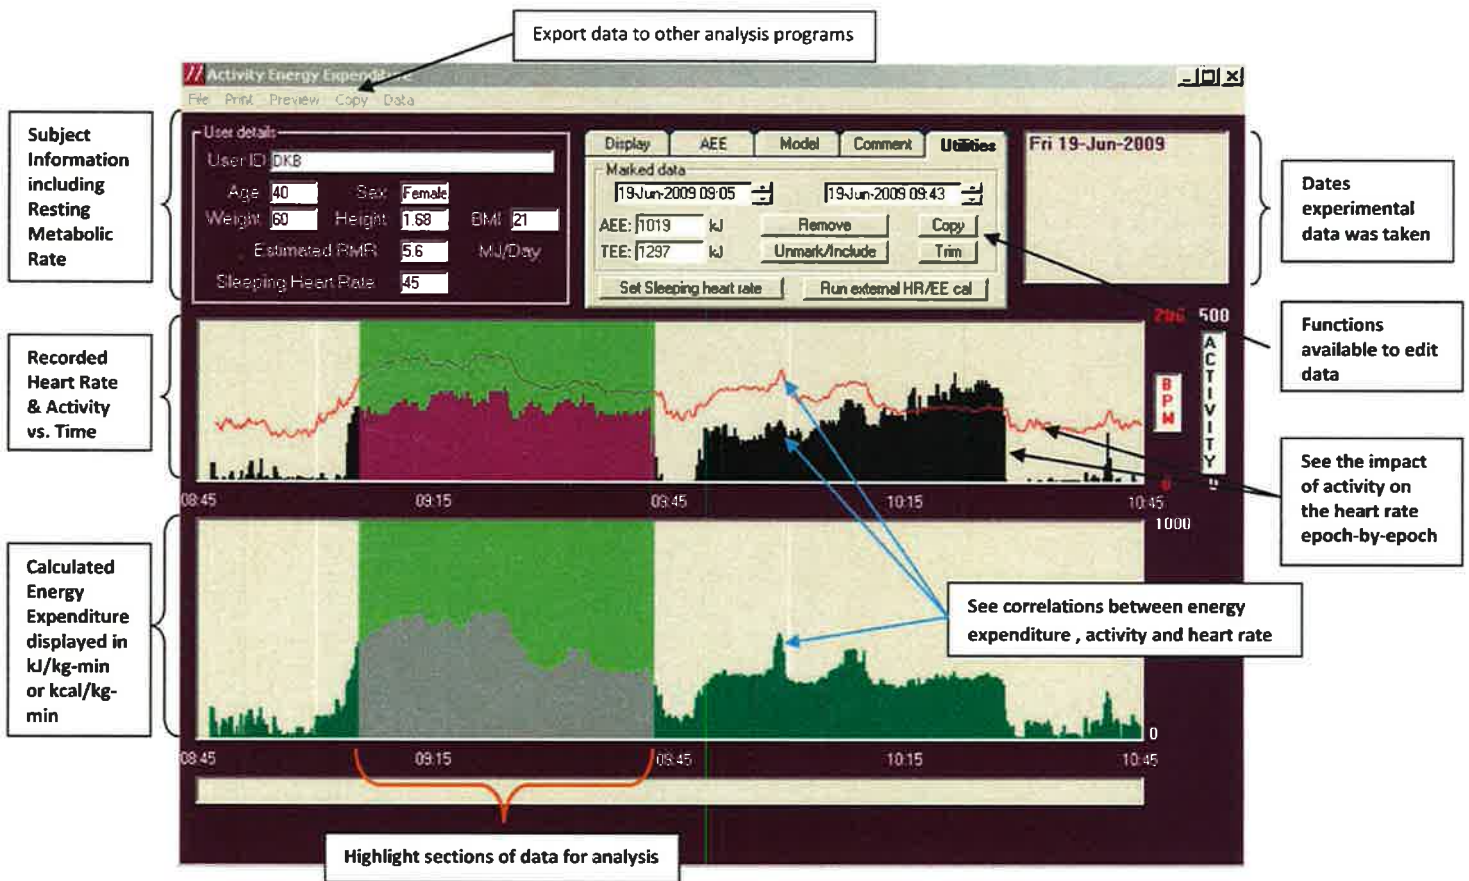 Export data to other analysis programs
Activity Energy Expenditure
File Print Preview Copy Data
Subject
Information
including
Resting
Metabolic
Rate
User details
User ID DKB
Age 40 Sex Female
Weight 60 Height 1.68 BMI 21
Estimated RMR 5.6 MJ/Day
Sleeping Heart Rate 45
Display AEE Model Comment Utilities
Marked data
19-Jun-2009 09:05 19-Jun-2009 09:43
AEE: 1019 kJ Remove Copy
TEE: 1297 kJ Unmark/Include Trim
Set Sleeping heart rate Run external HR/EE cal
Fri 19-Jun-2009
Dates
experimental
data was taken
Functions
available to edit
data
Recorded
Heart Rate
& Activity
vs. Time
500
BPM
ACTIVITY
0
08:45 09:15 09:45 10:15 10:45
See the impact
of activity on
the heart rate
epoch-by-epoch
Calculated
Energy
Expenditure
displayed in
kJ/kg-min
or kcal/kg-
min
1000
0
See correlations between energy
expenditure , activity and heart rate
08:45 09:15 09:45 10:15 10:45
Highlight sections of data for analysis